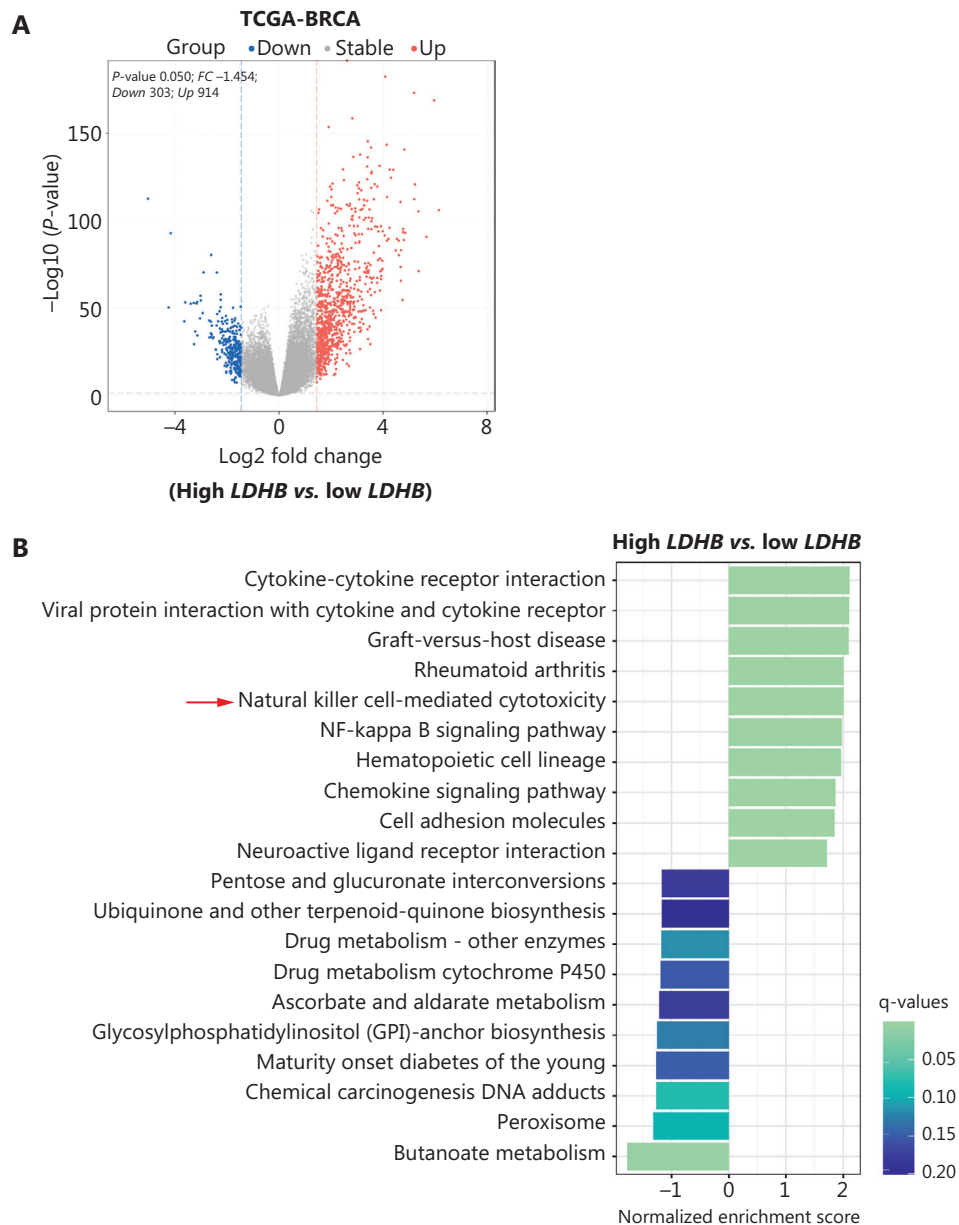 A
TCGA-BRCA
Group Down Stable Up
P-value 0.050; FC –1.454;
Down 303; Up 914
–Log10 (P-value)
150
100
50
0
–4 0 4 8
Log2 fold change
(High LDHB vs. low LDHB)
B
High LDHB vs. low LDHB
Cytokine-cytokine receptor interaction
Viral protein interaction with cytokine and cytokine receptor
Graft-versus-host disease
Rheumatoid arthritis
Natural killer cell-mediated cytotoxicity
NF-kappa B signaling pathway
Hematopoietic cell lineage
Chemokine signaling pathway
Cell adhesion molecules
Neuroactive ligand receptor interaction
Pentose and glucuronate interconversions
Ubiquinone and other terpenoid-quinone biosynthesis
Drug metabolism - other enzymes
Drug metabolism cytochrome P450
Ascorbate and aldarate metabolism
Glycosylphosphatidylinositol (GPI)-anchor biosynthesis
Maturity onset diabetes of the young
Chemical carcinogenesis DNA adducts
Peroxisome
Butanoate metabolism
–1 0 1 2
Normalized enrichment score
q-values
0.05
0.10
0.15
0.20